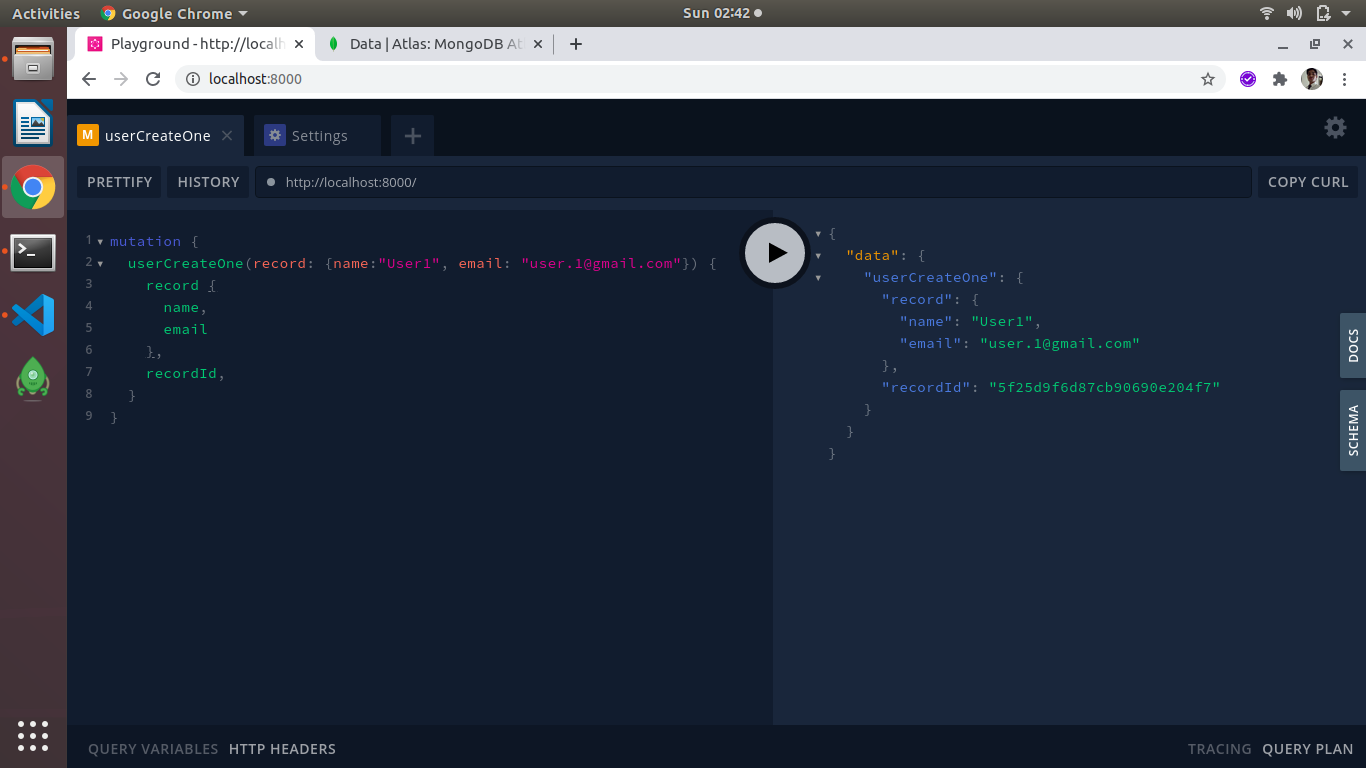 Activities Google Chrome Sun 02:42
Playground - http://localh Data | Atlas: MongoDB At
localhost:8000
M userCreateOne Settings
PRETTIFY HISTORY http://localhost:8000/ COPY CURL
1 mutation {
2 userCreateOne(record: {name:"User1", email: "user.1@gmail.com"}) {
3 record {
4 name,
5 email
6 },
7 recordId,
8 }
9 }
{
"data": {
"userCreateOne": {
"record": {
"name": "User1",
"email": "user.1@gmail.com"
},
"recordId": "5f25d9f6d87cb90690e204f7"
}
}
}
DOCS
SCHEMA
QUERY VARIABLES HTTP HEADERS TRACING QUERY PLAN